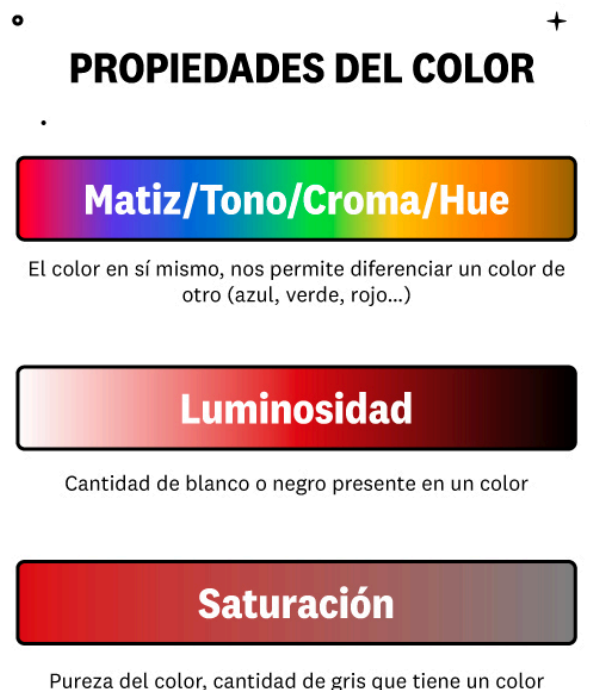 PROPIEDADES DEL COLOR
Matiz/Tono/Croma/Hue
El color en sí mismo, nos permite diferenciar un color de
otro (azul, verde, rojo...)
Luminosidad
Cantidad de blanco o negro presente en un color
Saturación
Pureza del color, cantidad de gris que tiene un color